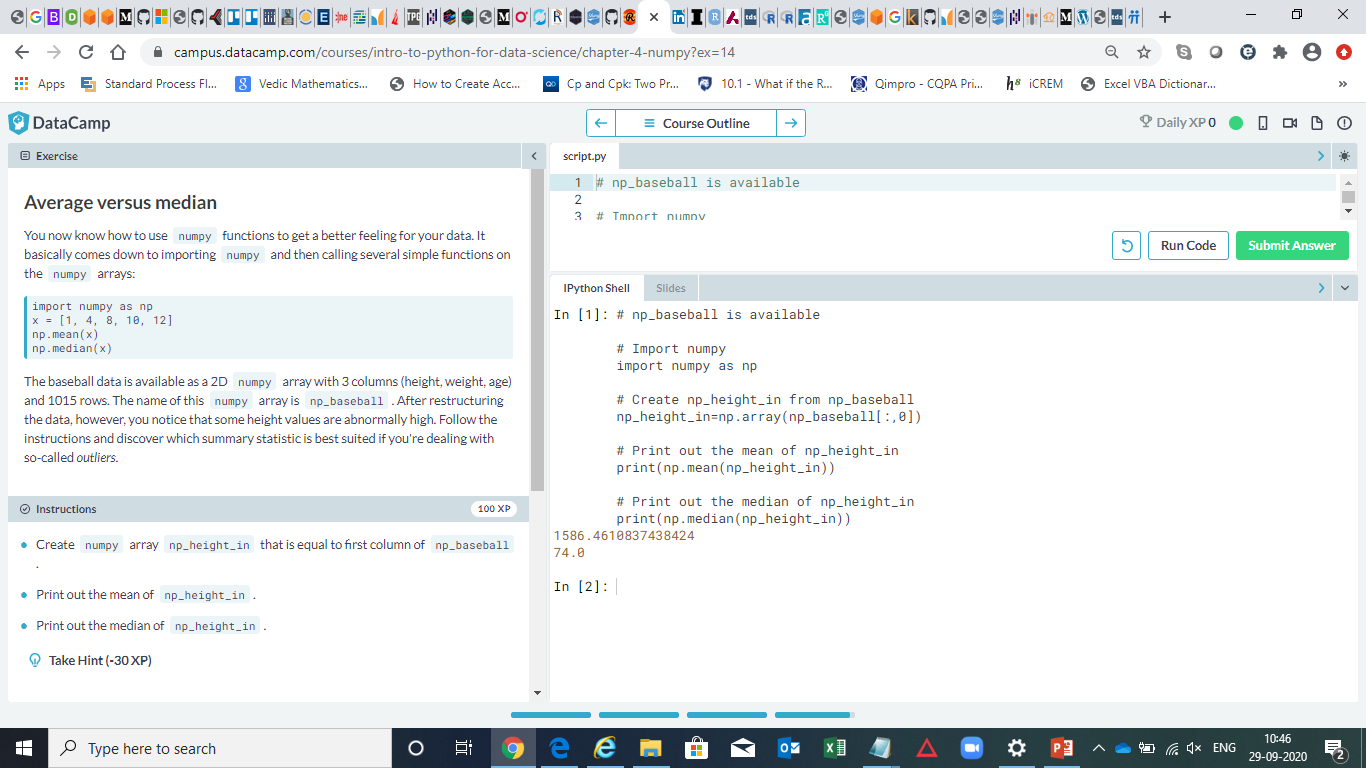 campus.datacamp.com/courses/intro-to-python-for-data-science/chapter-4-numpy?ex=14
Apps
Standard Process Fl...
Vedic Mathematics...
How to Create Acc...
Cp and Cpk: Two Pr...
10.1 - What if the R...
Qimpro - CQPA Pri...
iCREM
Excel VBA Dictionar...
»
DataCamp
Course Outline
Daily XP 0
Exercise
Average versus median
You now know how to use numpy functions to get a better feeling for your data. It
basically comes down to importing numpy and then calling several simple functions on
the numpy arrays:
import numpy as np
x = [1, 4, 8, 10, 12]
np.mean(x)
np.median(x)
The baseball data is available as a 2D numpy array with 3 columns (height, weight, age)
and 1015 rows. The name of this numpy array is np_baseball . After restructuring
the data, however, you notice that some height values are abnormally high. Follow the
instructions and discover which summary statistic is best suited if you're dealing with
so-called outliers.
Instructions
100 XP
Create numpy array np_height_in that is equal to first column of np_baseball
.
Print out the mean of np_height_in .
Print out the median of np_height_in .
Take Hint (-30 XP)
script.py
1 # np_baseball is available
2
3 # Import numpy
Run Code
Submit Answer
IPython Shell
Slides
In [1]: # np_baseball is available
# Import numpy
import numpy as np
# Create np_height_in from np_baseball
np_height_in=np.array(np_baseball[:,0])
# Print out the mean of np_height_in
print(np.mean(np_height_in))
# Print out the median of np_height_in
print(np.median(np_height_in))
1586.4610837438424
74.0
In [2]:
Type here to search
ENG
10:46
29-09-2020
2